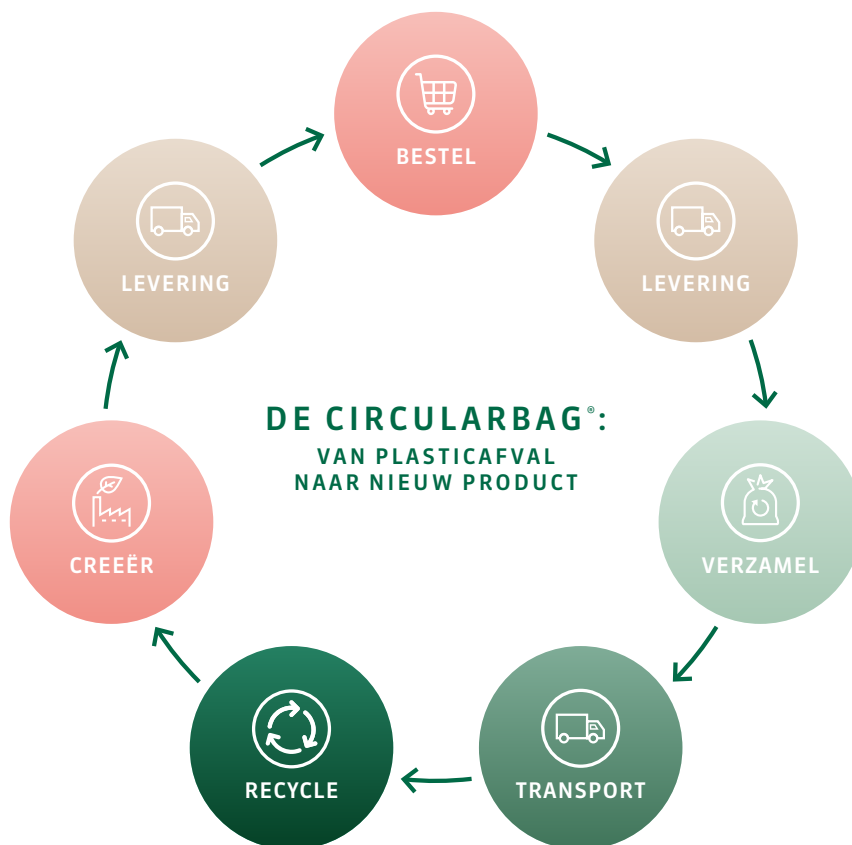 BESTEL
LEVERING
LEVERING
DE CIRCULARBAG®:
VAN PLASTICAFVAL
NAAR NIEUW PRODUCT
CREEËR
VERZAMEL
RECYCLE
TRANSPORT